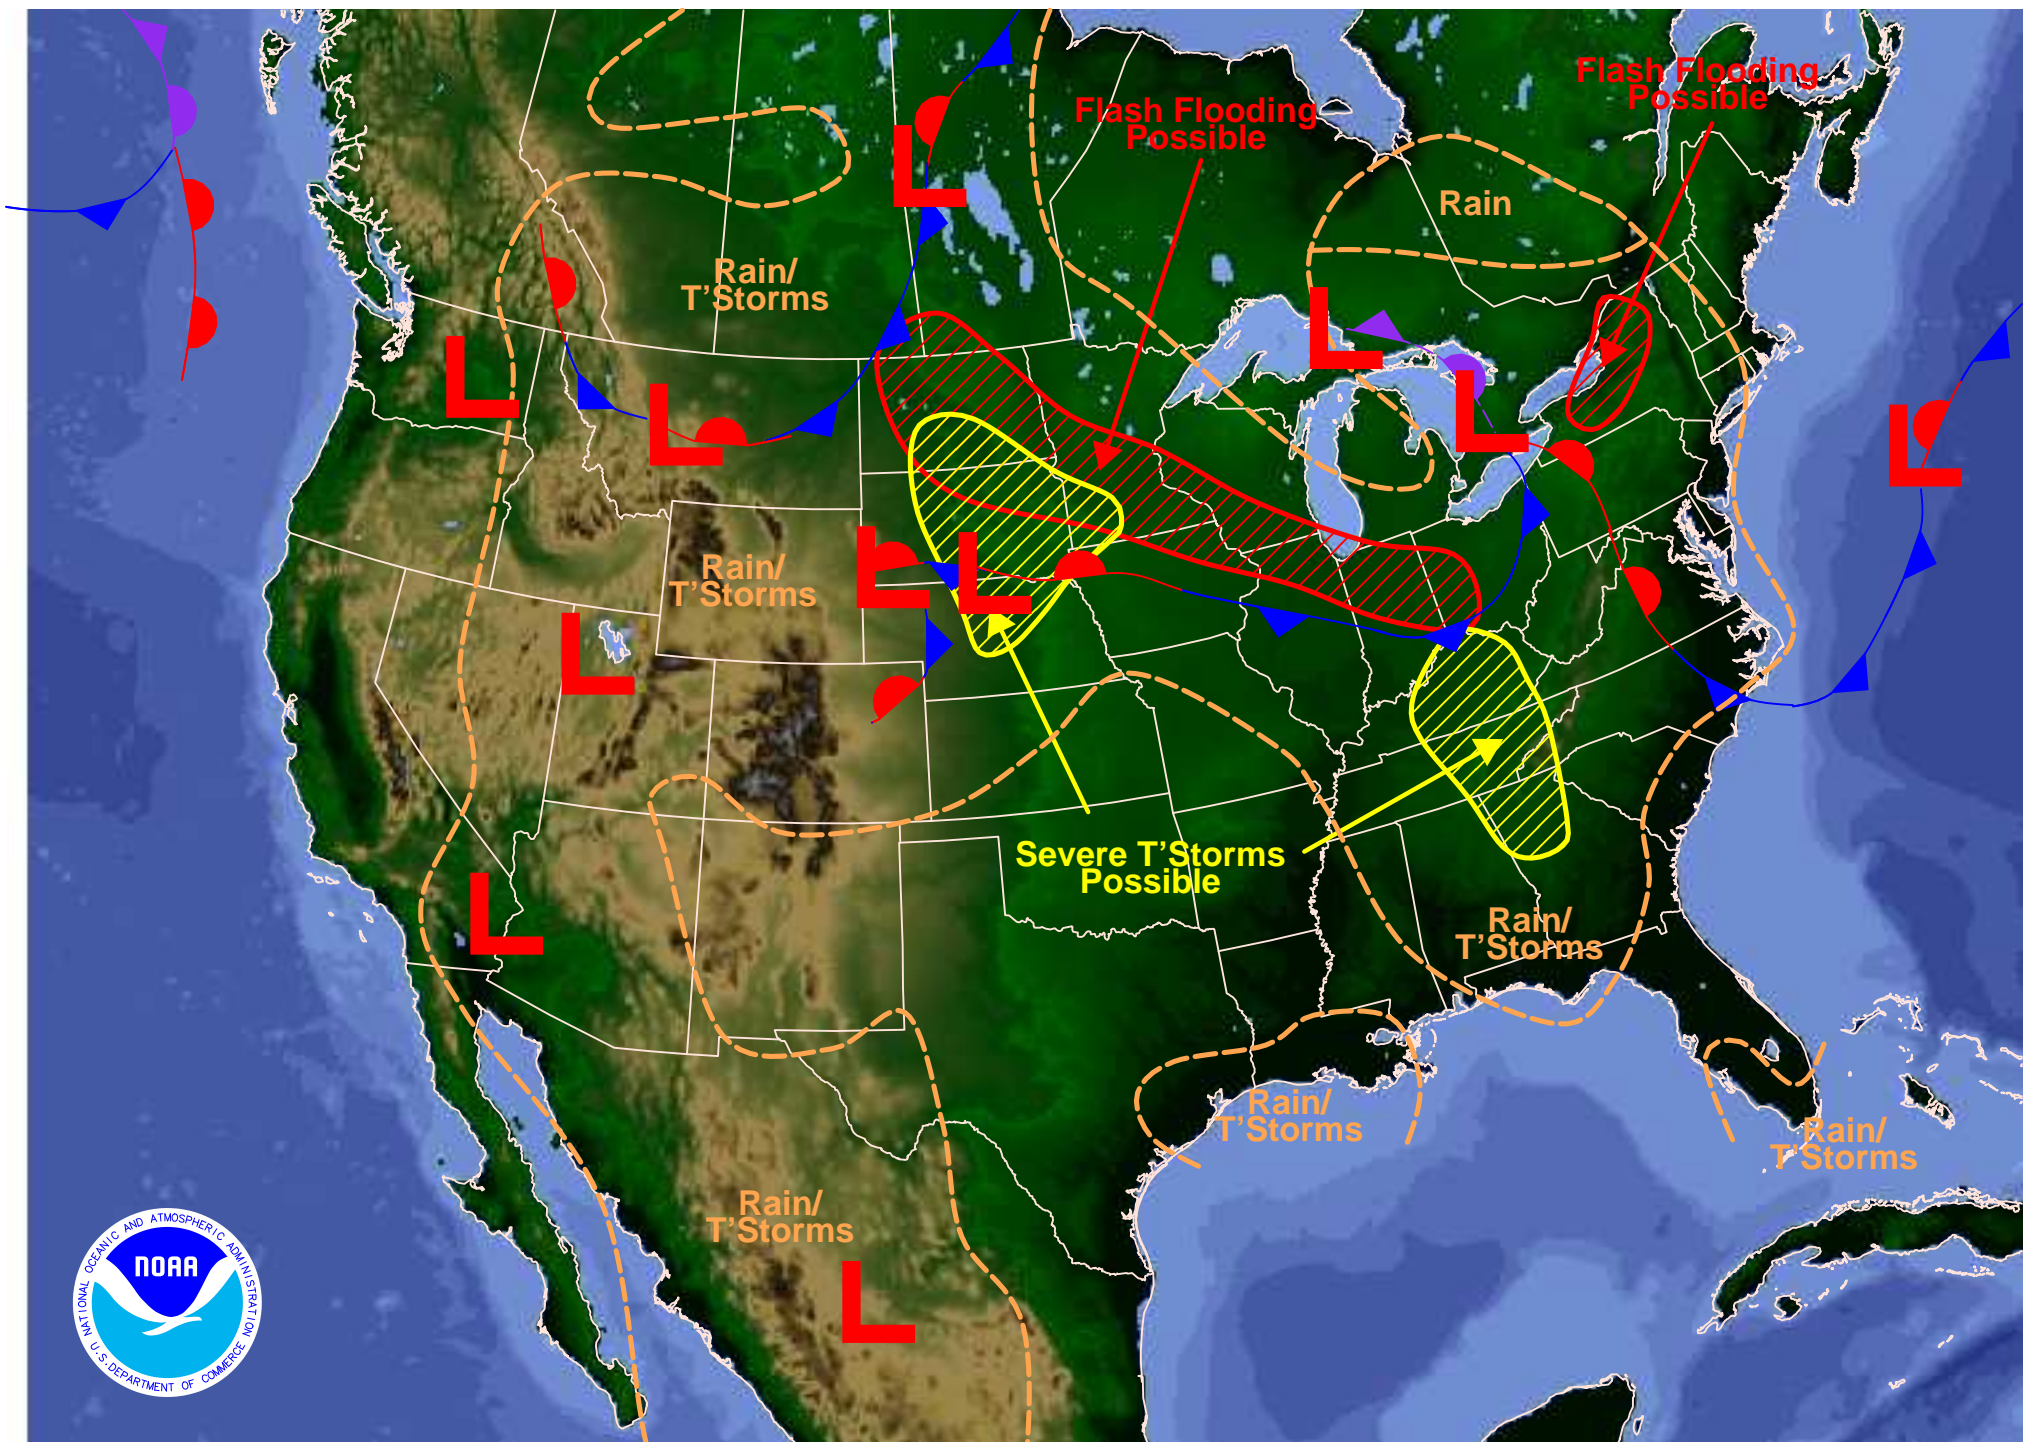 Flash Flooding
Possible
Flash Flooding
Possible
Rain
Rain/
T'Storms
Rain/
T'Storms
Severe T'Storms
Possible
Rain/
T'Storms
Rain/
T'Storms
Rain/
T'Storms
Rain/
T'Storms
L
L
L
L
L
L
L
L
L
L
L
L
NATIONAL OCEANIC AND ATMOSPHERIC ADMINISTRATION
NOAA
U.S. DEPARTMENT OF COMMERCE